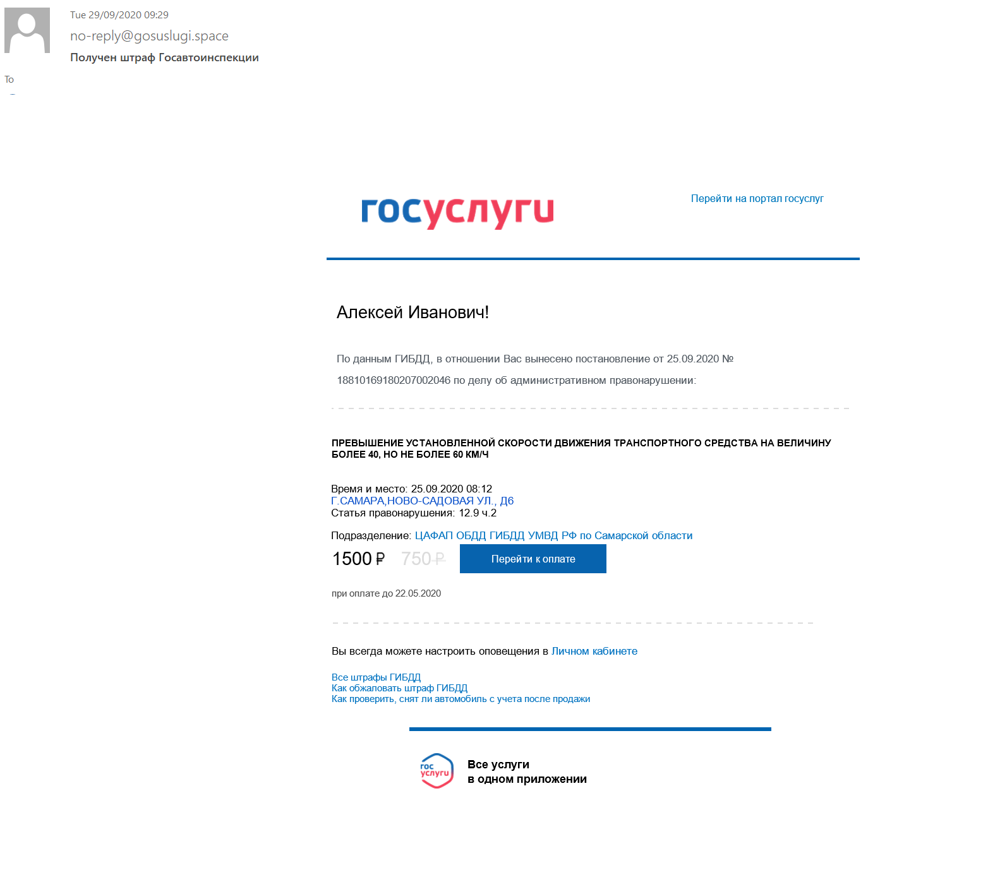 Tue 29/09/2020 09:29
no-reply@gosuslugi.space
Получен штраф Госавтоинспекции
To
госуслуги
Перейти на портал госуслуг
Алексей Иванович!
По данным ГИБДД, в отношении Вас вынесено постановление от 25.09.2020 №
18810169180207002046 по делу об административном правонарушении:
ПРЕВЫШЕНИЕ УСТАНОВЛЕННОЙ СКОРОСТИ ДВИЖЕНИЯ ТРАНСПОРТНОГО СРЕДСТВА НА ВЕЛИЧИНУ
БОЛЕЕ 40, НО НЕ БОЛЕЕ 60 КМ/Ч
Время и место: 25.09.2020 08:12
Г.САМАРА,НОВО-САДОВАЯ УЛ., Д6
Статья правонарушения: 12.9 ч.2
Подразделение: ЦАФАП ОБДД ГИБДД УМВД РФ по Самарской области
1500 ₽ 750 ₽ Перейти к оплате
при оплате до 22.05.2020
Вы всегда можете настроить оповещения в Личном кабинете
Все штрафы ГИБДД
Как обжаловать штраф ГИБДД
Как проверить, снят ли автомобиль с учета после продажи
гос
услуги
Все услуги
в одном приложении